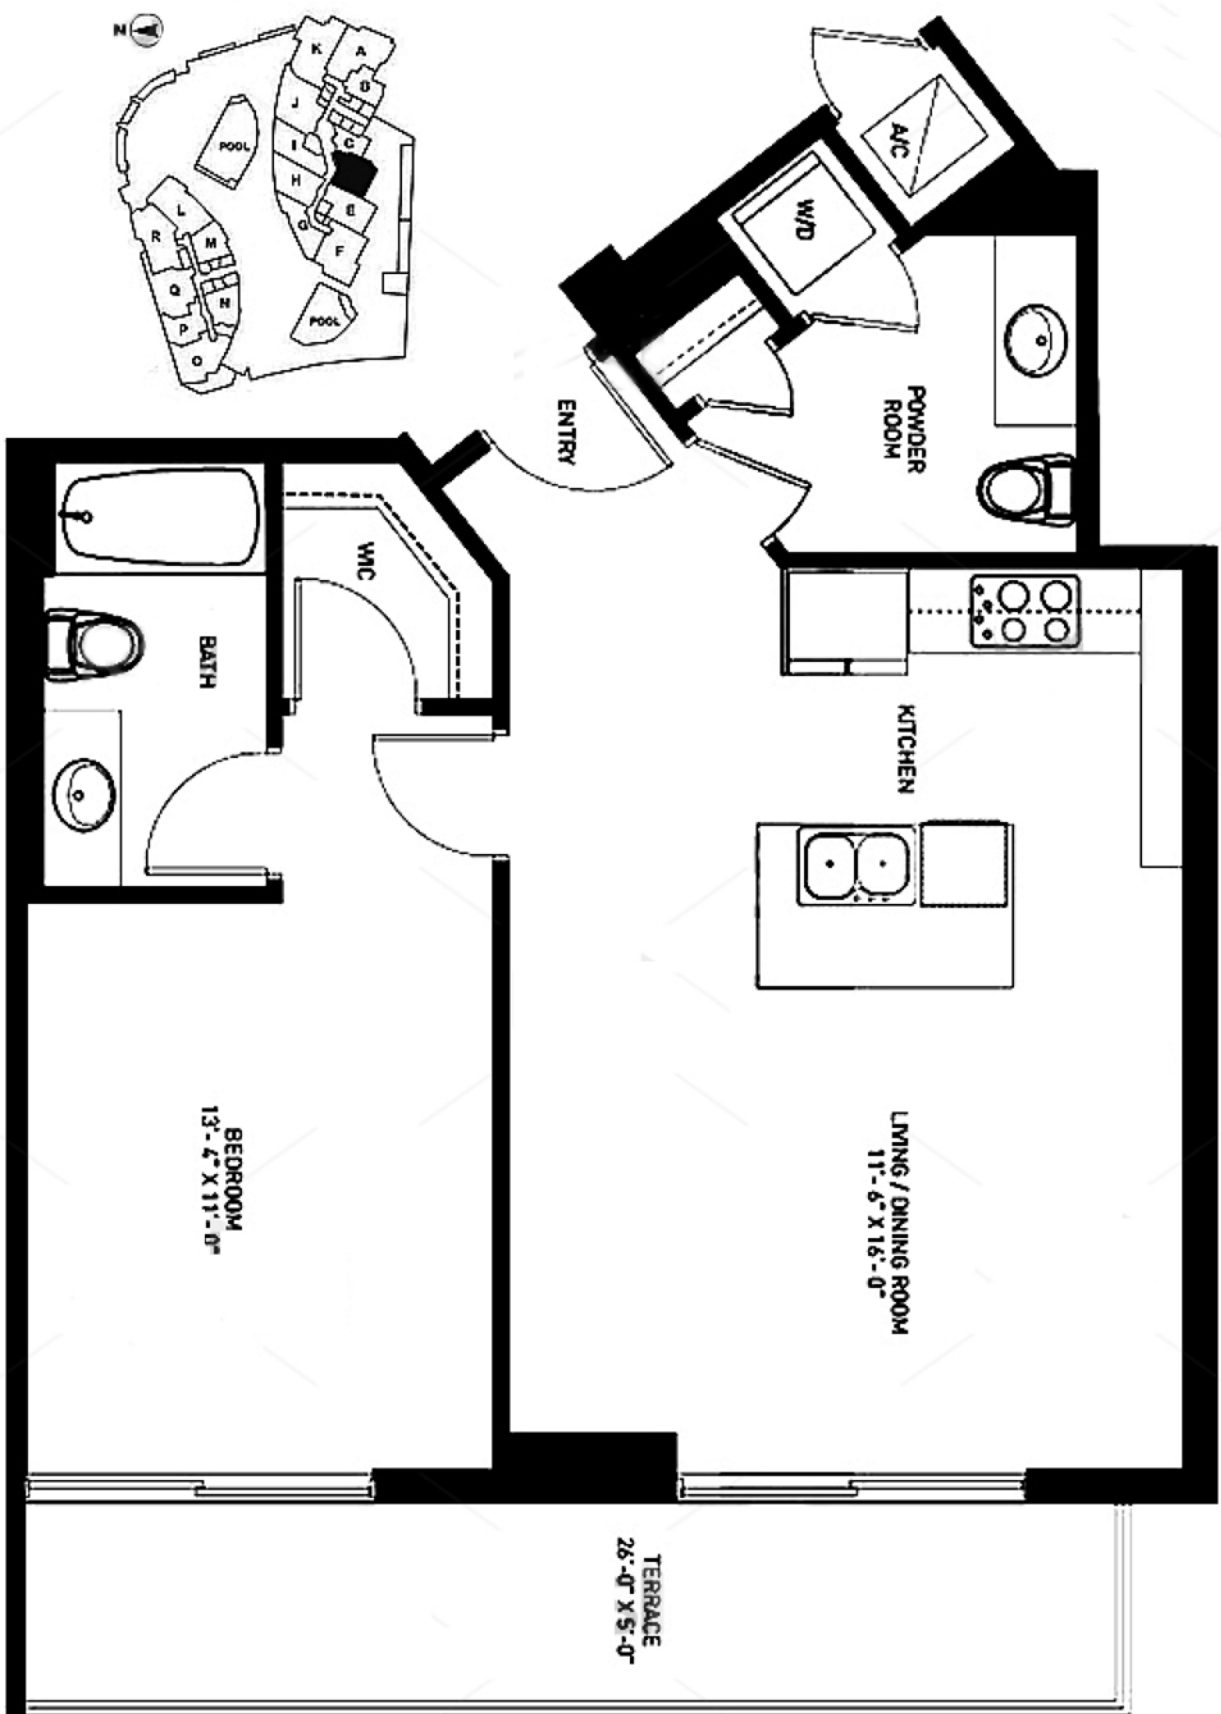 N
K
A
B
J
C
I
H
E
G
F
POOL
POOL
L
R
M
Q
N
P
O
A/C
W/D
POWDER
ROOM
ENTRY
WIC
BATH
KITCHEN
LIVING / DINING ROOM
11'- 6" X 16'- 0"
BEDROOM
13'- 4" X 11'- 0"
TERRACE
26'-0" X 5'-0"